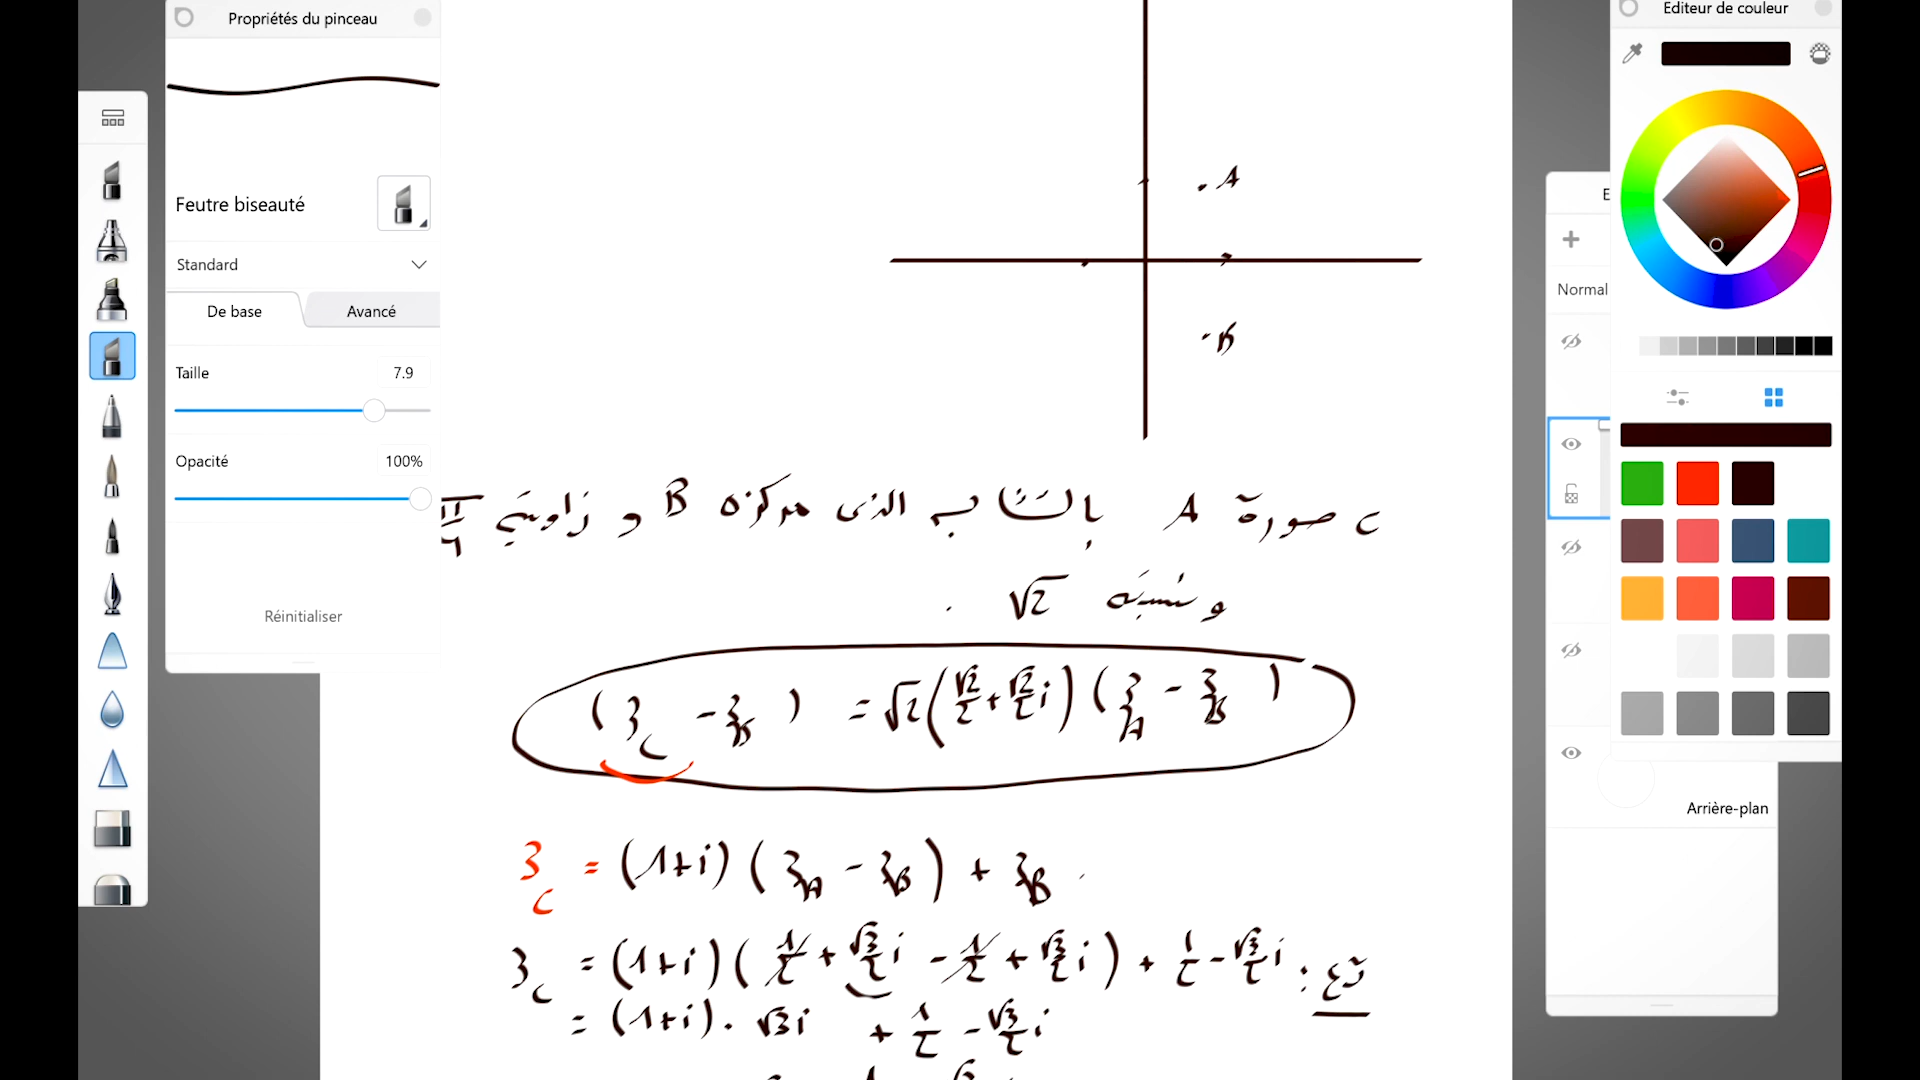 Propriétés du pinceau
Feutre biseauté
Standard
De base
Avancé
Taille
7.9
Opacité
100%
Réinitialiser
A
B
C صورة A بالتشابه الذي مركزه B و زاويته π/4
و نسبته √2 .
(z_C - z_B) = √2(√2/2 + √2/2 i)(z_A - z_B)
z_C = (1+i)(z_A - z_B) + z_B
z_C = (1+i)(1/2 + √3/2 i - 1/2 + √3/2 i) + 1/2 - √3/2 i : تع
= (1+i) . √3i + 1/2 - √3/2 i
Editeur de couleur
Normal
Arrière-plan